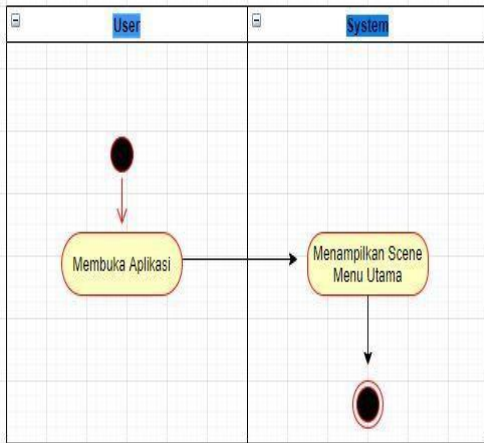 User
System
Membuka Aplikasi
Menampilkan Scene
Menu Utama